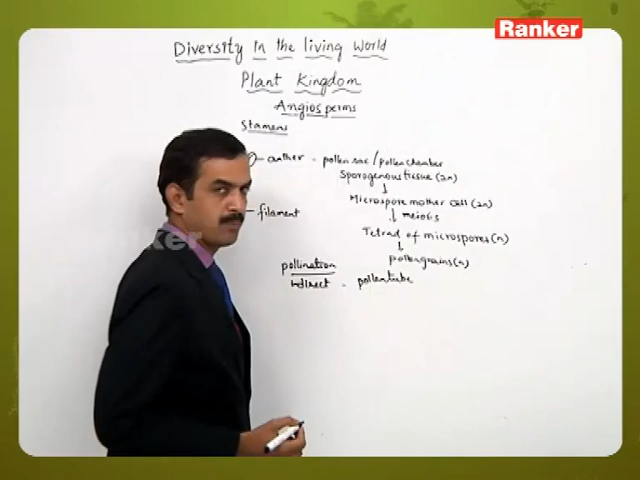 Ranker
Diversity in the living world
Plant Kingdom
Angiosperms
Stamens
anther - pollen sac / pollen chamber
Sporogenous tissue (2n)
Microspore mother cell (2n)
meiosis
Tetrad of microspores (n)
filament
pollengrains (n)
pollination
Indirect - pollentube